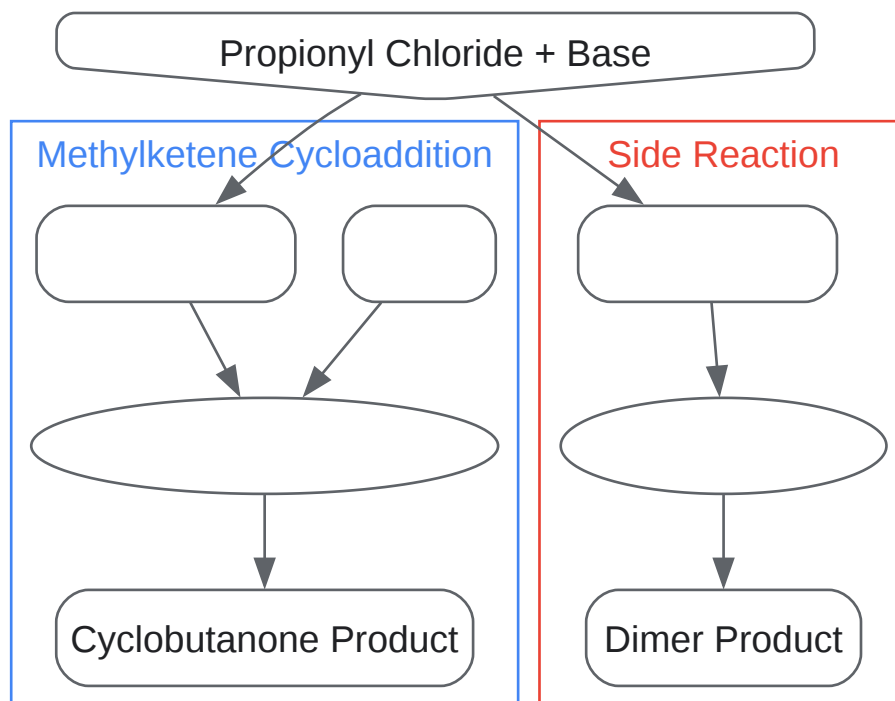 Propionyl Chloride + Base
Methylketene Cycloaddition
Side Reaction
Cyclobutanone Product
Dimer Product